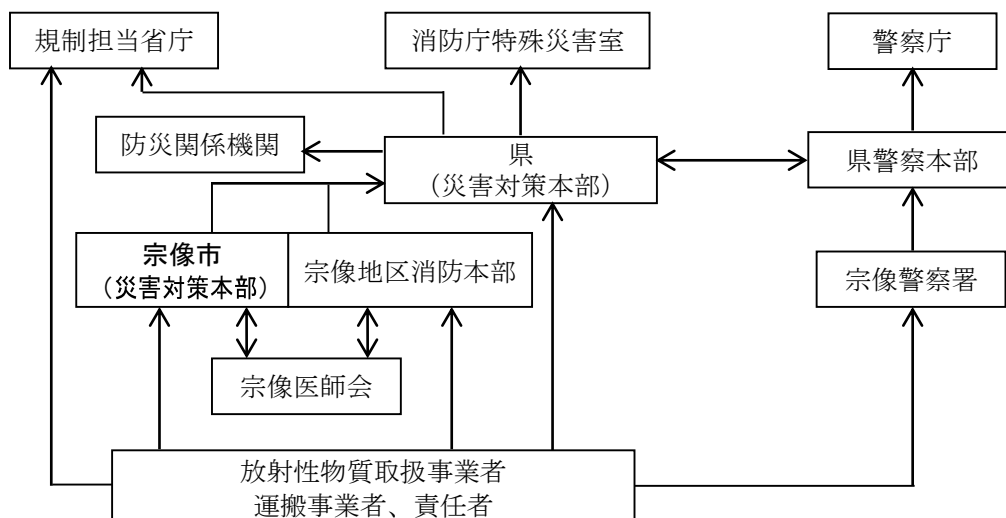 規制担当省庁
消防庁特殊災害室
警察庁
防災関係機関
県
（災害対策本部）
県警察本部
宗像市
（災害対策本部）
宗像地区消防本部
宗像警察署
宗像医師会
放射性物質取扱事業者
運搬事業者、責任者